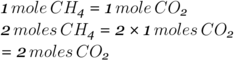 1 mole CH₄ = 1 mole CO₂
2 moles CH₄ = 2 × 1 moles CO₂
= 2 moles CO₂